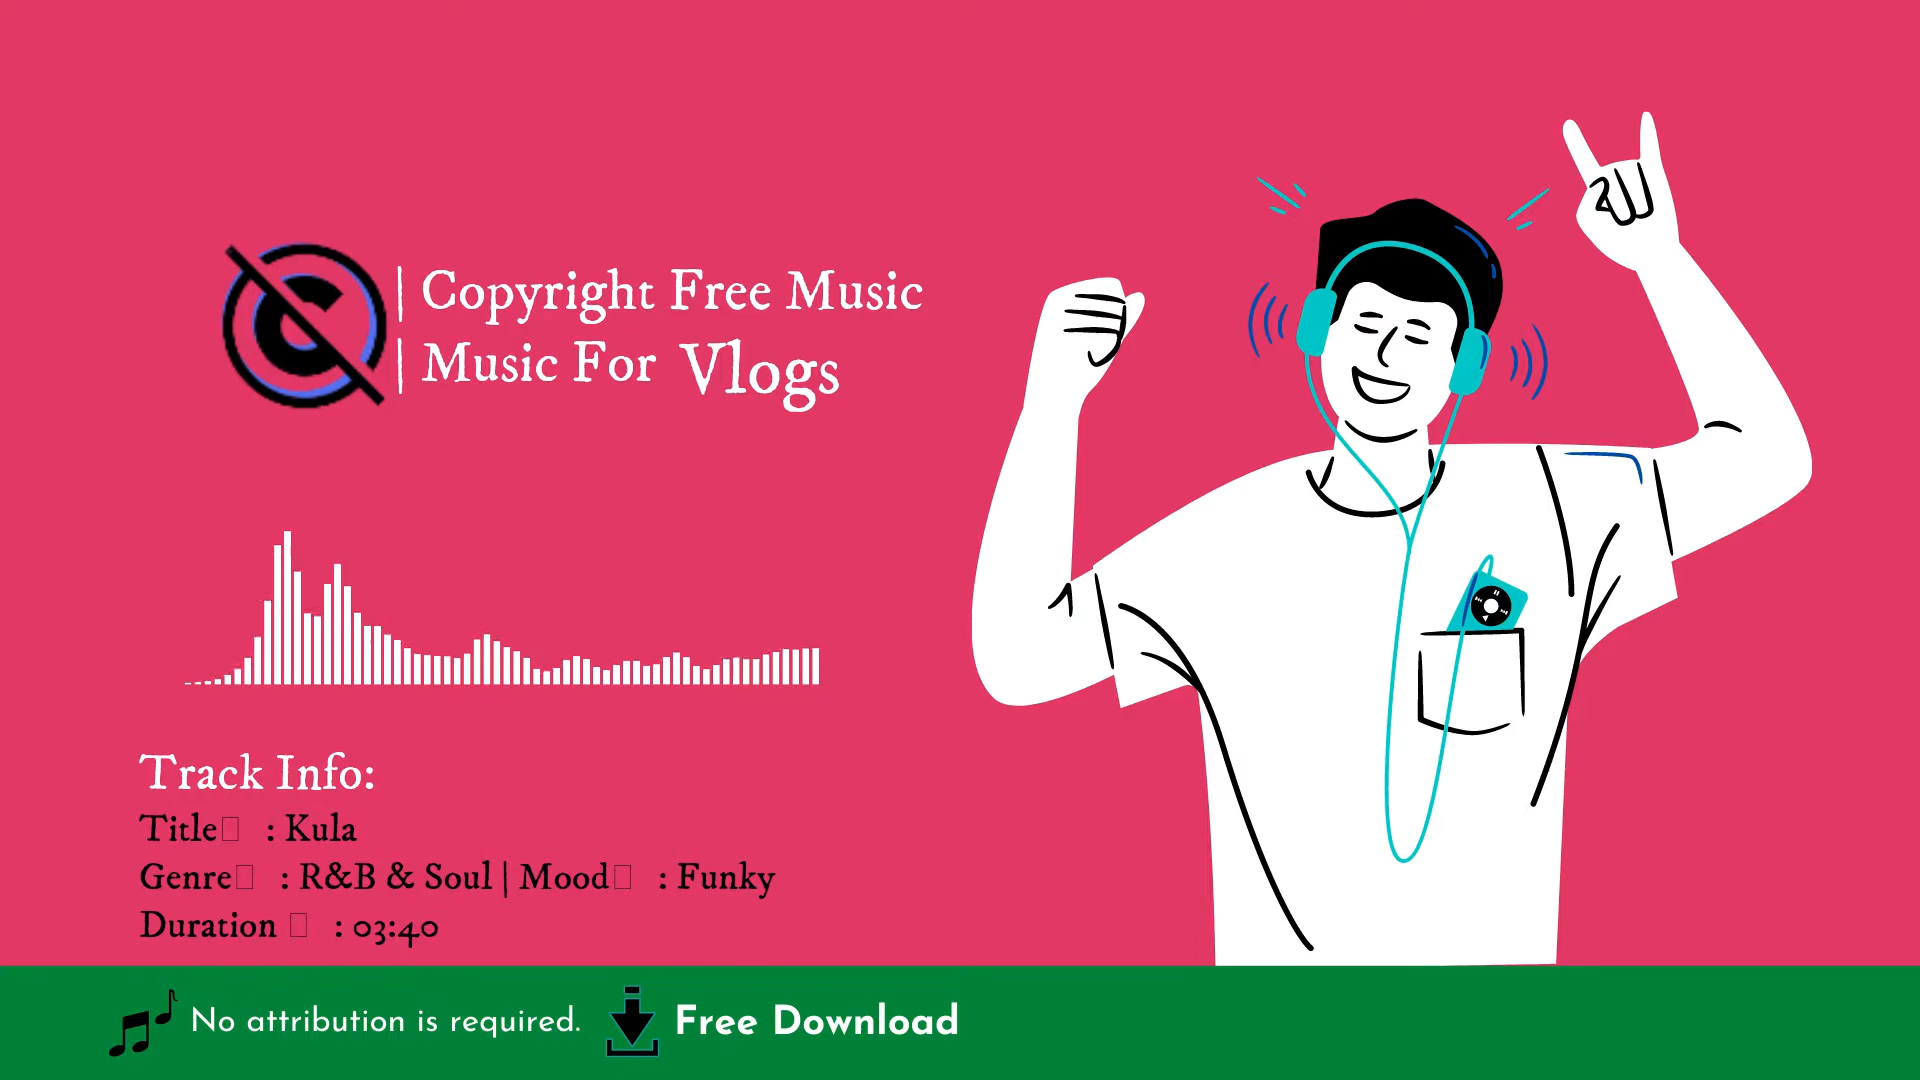 | Copyright Free Music
| Music For Vlogs
Track Info:
Title : Kula
Genre : R&B & Soul | Mood : Funky
Duration : 03:40
No attribution is required.
Free Download